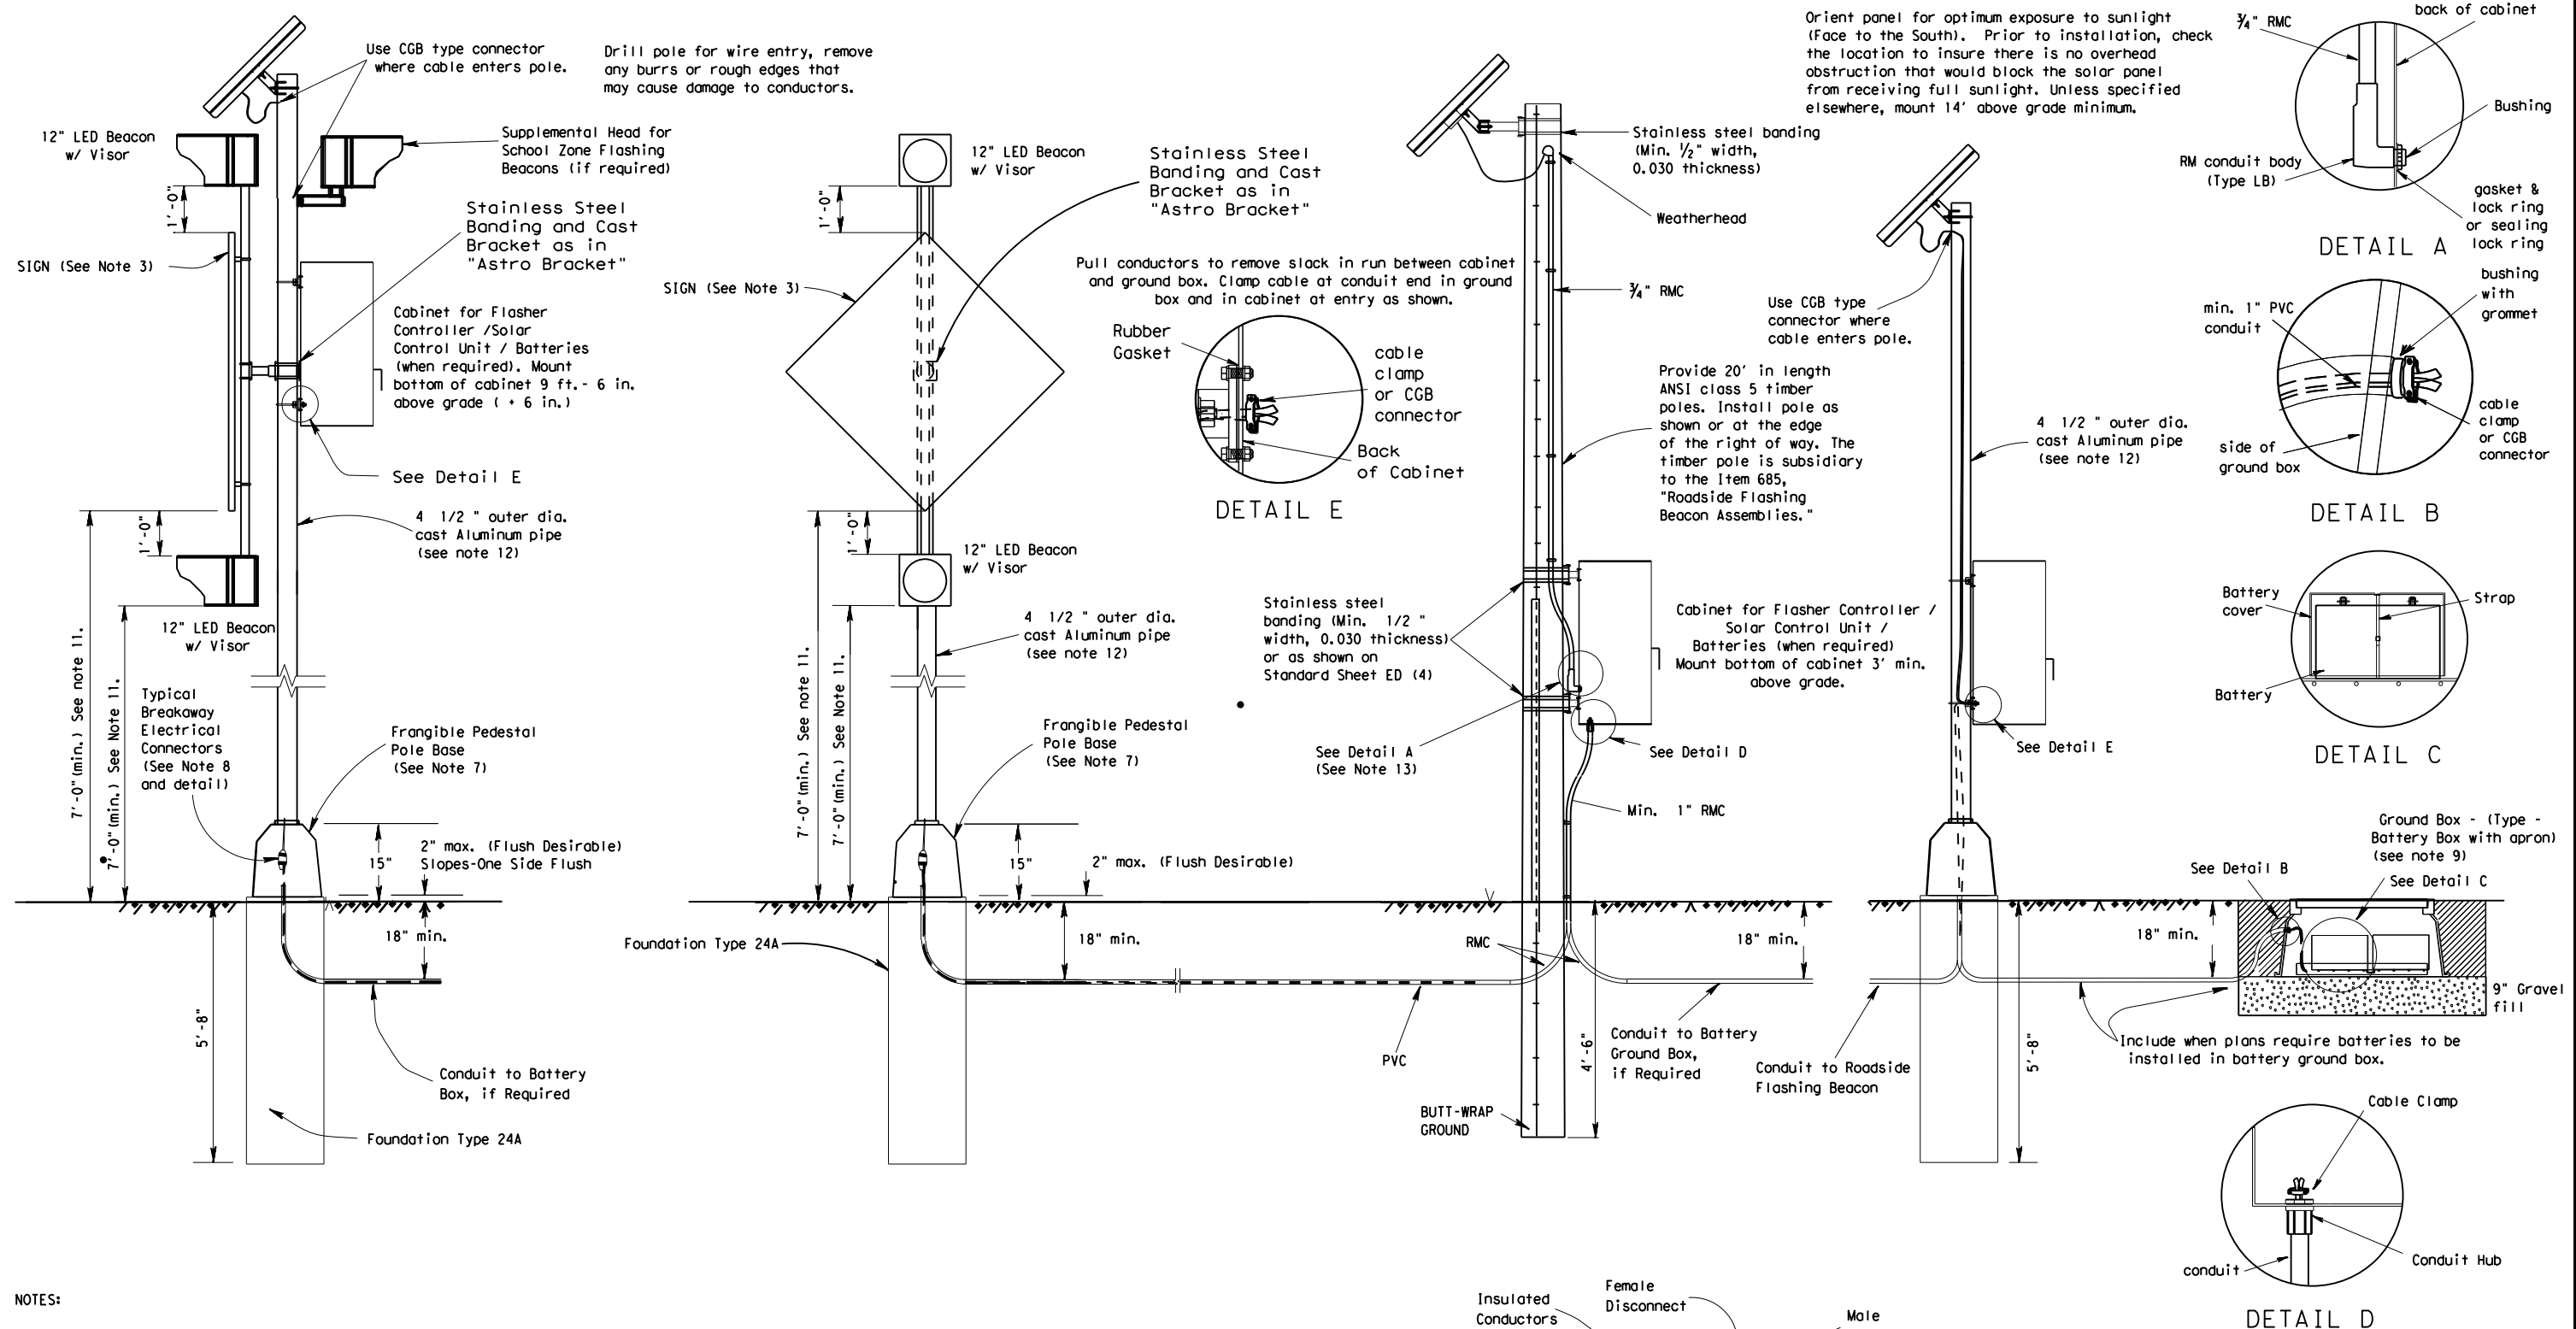 Use CGB type connector
where cable enters pole.
Drill pole for wire entry, remove
any burrs or rough edges that
may cause damage to conductors.
12" LED Beacon
w/ Visor
Supplemental Head for
School Zone Flashing
Beacons (if required)
1'-0"
Stainless Steel
Banding and Cast
Bracket as in
"Astro Bracket"
SIGN (See Note 3)
Cabinet for Flasher
Controller /Solar
Control Unit / Batteries
(when required). Mount
bottom of cabinet 9 ft.- 6 in.
above grade ( + 6 in.)
See Detail E
4 1/2 " outer dia.
cast Aluminum pipe
(see note 12)
1'-0"
12" LED Beacon
w/ Visor
7'-0"(min.) See note 11.
7'-0"(min.) See Note 11.
Typical
Breakaway
Electrical
Connectors
(See Note 8
and detail)
Frangible Pedestal
Pole Base
(See Note 7)
15"
2" max. (Flush Desirable)
Slopes-One Side Flush
18" min.
5'-8"
Conduit to Battery
Box, if Required
Foundation Type 24A
12" LED Beacon
w/ Visor
1'-0"
Stainless Steel
Banding and Cast
Bracket as in
"Astro Bracket"
SIGN (See Note 3)
Pull conductors to remove slack in run between cabinet
and ground box. Clamp cable at conduit end in ground
box and in cabinet at entry as shown.
Rubber
Gasket
cable
clamp
or CGB
connector
Back
of Cabinet
DETAIL E
1'-0"
12" LED Beacon
w/ Visor
4 1/2 " outer dia.
cast Aluminum pipe
(see note 12)
7'-0"(min.) See note 11.
7'-0"(min.) See Note 11.
Frangible Pedestal
Pole Base
(See Note 7)
15"
2" max. (Flush Desirable)
Foundation Type 24A
18" min.
Orient panel for optimum exposure to sunlight
(Face to the South). Prior to installation, check
the location to insure there is no overhead
obstruction that would block the solar panel
from receiving full sunlight. Unless specified
elsewhere, mount 14' above grade minimum.
Stainless steel banding
(Min. ½" width,
0.030 thickness)
Weatherhead
¾" RMC
Provide 20' in length
ANSI class 5 timber
poles. Install pole as
shown or at the edge
of the right of way. The
timber pole is subsidiary
to the Item 685,
"Roadside Flashing
Beacon Assemblies."
Stainless steel
banding (Min. 1/2 "
width, 0.030 thickness)
or as shown on
Standard Sheet ED (4)
Cabinet for Flasher Controller /
Solar Control Unit /
Batteries (when required)
Mount bottom of cabinet 3' min.
above grade.
See Detail A
(See Note 13)
See Detail D
Min. 1" RMC
RMC
18" min.
PVC
4'-6"
Conduit to Battery
Ground Box,
if Required
BUTT-WRAP
GROUND
Use CGB type
connector where
cable enters pole.
4 1/2 " outer dia.
cast Aluminum pipe
(see note 12)
See Detail E
Conduit to Roadside
Flashing Beacon
5'-8"
18" min.
See Detail B
Ground Box - (Type -
Battery Box with apron)
(see note 9)
See Detail C
9" Gravel
fill
Include when plans require batteries to be
installed in battery ground box.
¾" RMC
back of cabinet
Bushing
RM conduit body
(Type LB)
gasket &
lock ring
or sealing
lock ring
DETAIL A
bushing
with
grommet
min. 1" PVC
conduit
side of
ground box
cable
clamp
or CGB
connector
DETAIL B
Battery
cover
Strap
Battery
DETAIL C
Cable Clamp
conduit
Conduit Hub
DETAIL D
NOTES:
Insulated
Conductors
Female
Disconnect
Male